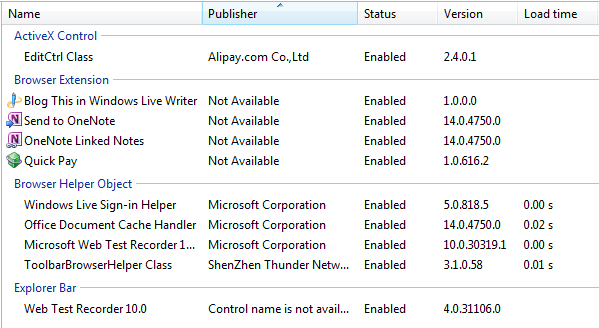 Name Publisher Status Version Load time
ActiveX Control
EditCtrl Class Alipay.com Co.,Ltd Enabled 2.4.0.1
Browser Extension
Blog This in Windows Live Writer Not Available Enabled 1.0.0.0
Send to OneNote Not Available Enabled 14.0.4750.0
OneNote Linked Notes Not Available Enabled 14.0.4750.0
Quick Pay Not Available Enabled 1.0.616.2
Browser Helper Object
Windows Live Sign-in Helper Microsoft Corporation Enabled 5.0.818.5 0.00 s
Office Document Cache Handler Microsoft Corporation Enabled 14.0.4750.0 0.02 s
Microsoft Web Test Recorder 1... Microsoft Corporation Enabled 10.0.30319.1 0.00 s
ToolbarBrowserHelper Class ShenZhen Thunder Netw... Enabled 3.1.0.58 0.01 s
Explorer Bar
Web Test Recorder 10.0 Control name is not avail... Enabled 4.0.31106.0